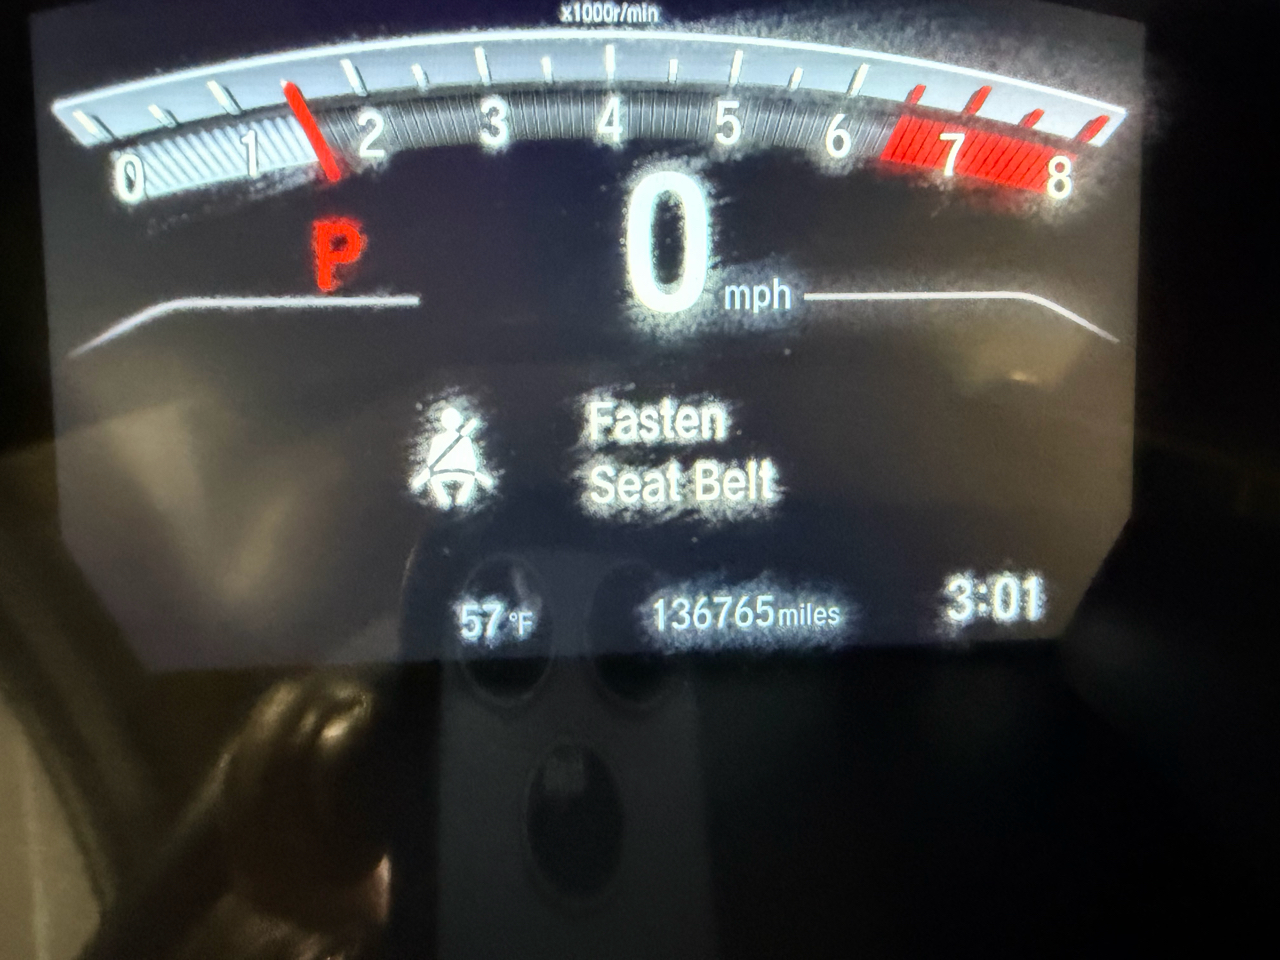 x1000r/min
0 1 2 3 4 5 6 7 8
P
0 mph
Fasten
Seat Belt
57°F 136765miles 3:01